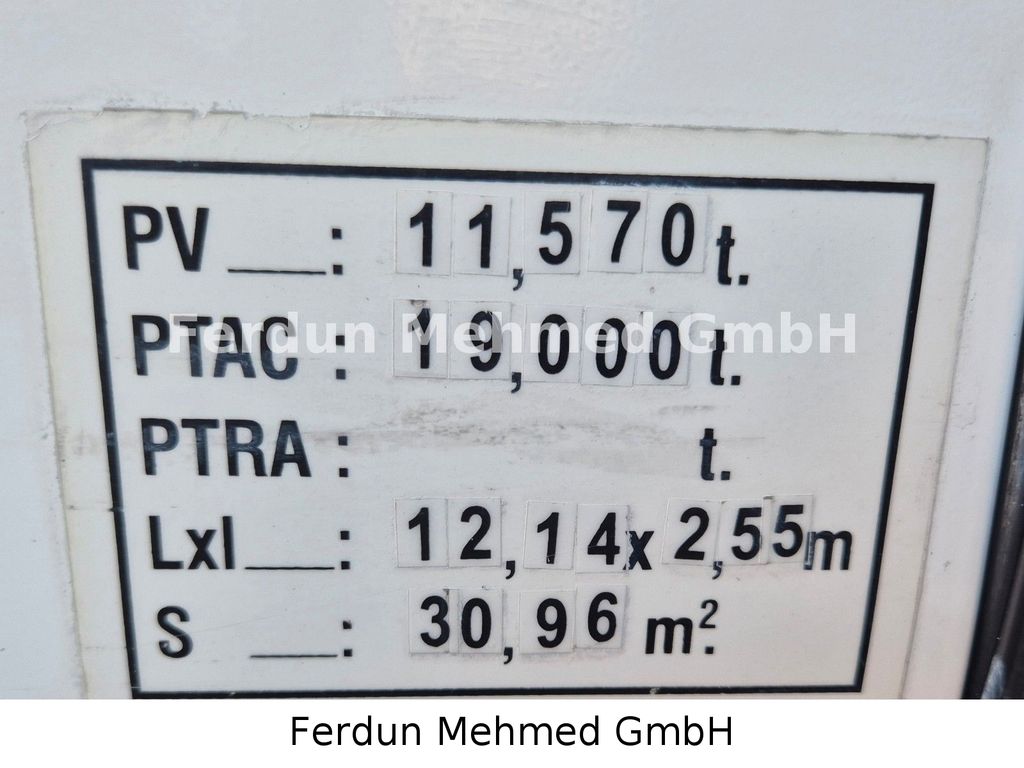 PV ___: 11,570 t.
PTAC : 19,000 t.
Ferdun Mehmed GmbH
PTRA : t.
Lxl ___: 12,14 x 2,55 m
S ___: 30,96 m².
Ferdun Mehmed GmbH